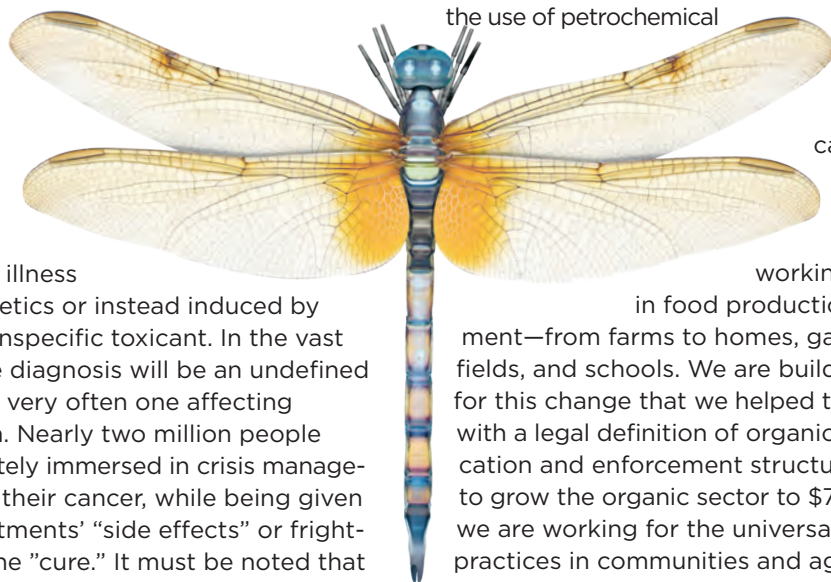 illness
etics or instead induced by
nspecific toxicant. In the vast
e diagnosis will be an undefined
very often one affecting
. Nearly two million people
tely immersed in crisis manage-
their cancer, while being given
tments’ “side effects” or fright-
ne ”cure.” It must be noted that
the use of petrochemical
ca
workin
in food productio
ment—from farms to homes, ga
fields, and schools. We are build
for this change that we helped t
with a legal definition of organic
cation and enforcement structu
to grow the organic sector to $7
we are working for the universa
practices in communities and ag